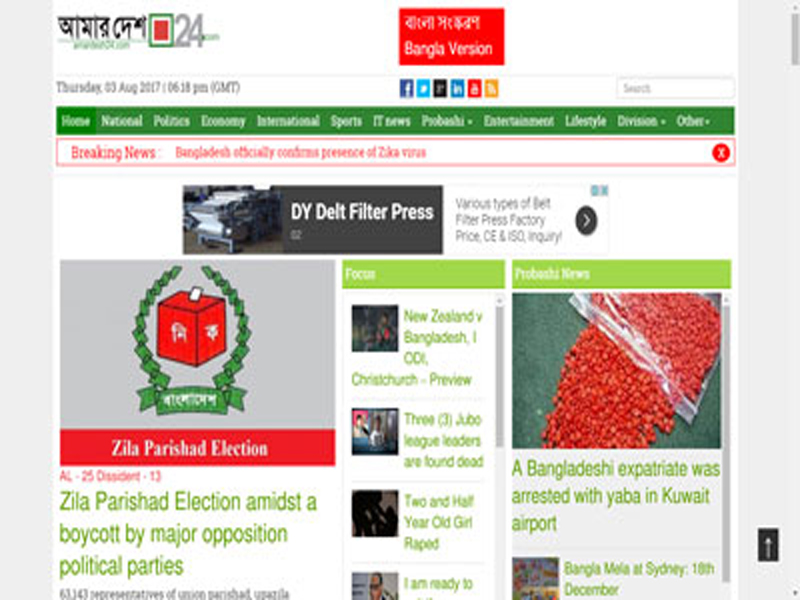 আমার দেশ 24.com
amardesh24.com
বাংলা সংস্করণ
Bangla Version
Thursday, 03 Aug 2017 | 06:18 pm (GMT)
Search
Home National Politics Economy International Sports IT news Probashi Entertainment Lifestyle Division Other
Breaking News : Bangladesh officially confirms presence of Zika virus
X
DY Delt Filter Press
02
Various types of Belt
Filter Press Factory
Price, CE & ISO, Inquiry!
নি ক
বাংলাদেশ
Zila Parishad Election
AL - 25 Dissident - 13
Zila Parishad Election amidst a
boycott by major opposition
political parties
63,143 representatives of union parishad, upazila
Focus
New Zealand v
Bangladesh, I
ODI,
Christchurch – Preview
Three (3) Jubo
league leaders
are found dead
Two and Half
Year Old Girl
Raped
I am ready to
Probashi News
A Bangladeshi expatriate was
arrested with yaba in Kuwait
airport
Bangla Mela at Sydney: 18th
December